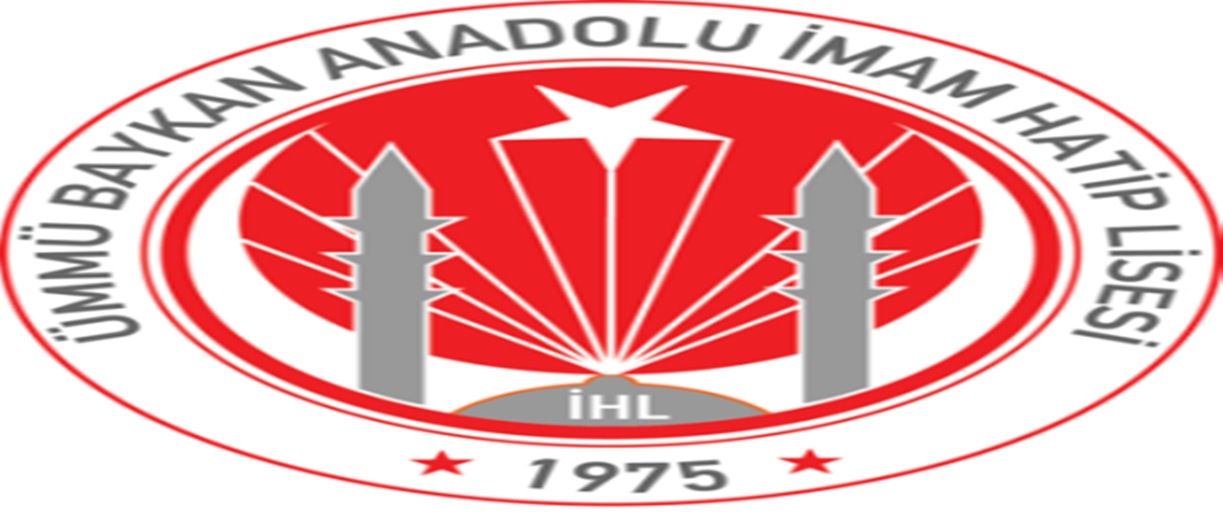 ÜMMÜ BAYKAN ANADOLU İMAM HATİP LİSESİ
İHL
1975